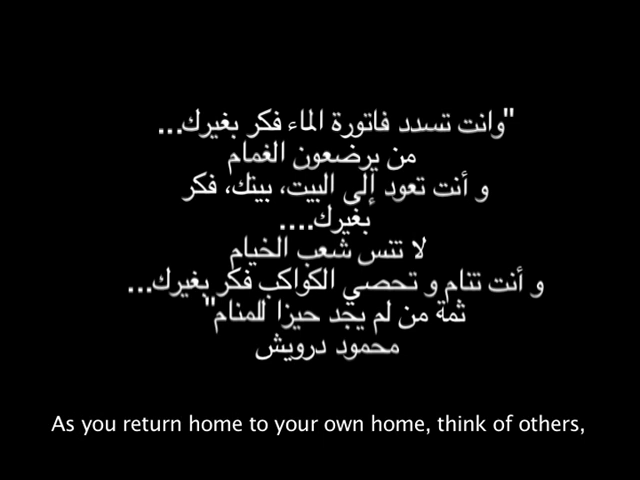 "وانت تسدد فاتورة الماء فكر بغيرك...
من يرضعون الغمام
و أنت تعود إلى البيت، بيتك، فكر
بغيرك....
لا تنس شعب الخيام
و أنت تنام و تحصي الكواكب فكر بغيرك...
ثمة من لم يجد حيزا للمنام"
محمود درويش
As you return home to your own home, think of others,